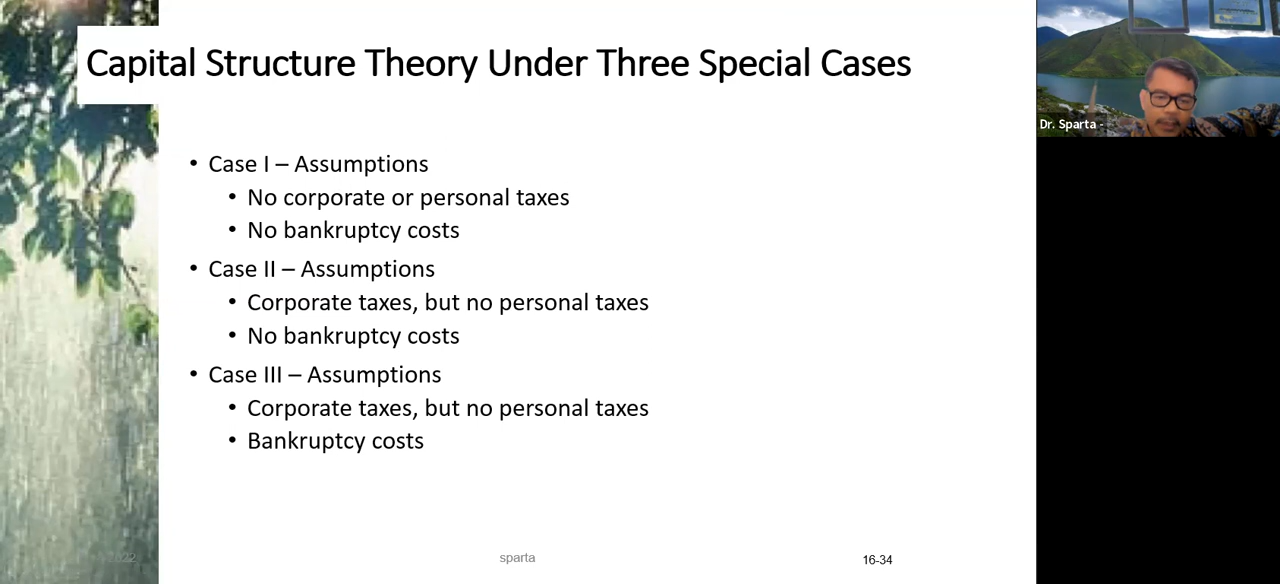 Capital Structure Theory Under Three Special Cases
• Case I – Assumptions
• No corporate or personal taxes
• No bankruptcy costs
• Case II – Assumptions
• Corporate taxes, but no personal taxes
• No bankruptcy costs
• Case III – Assumptions
• Corporate taxes, but no personal taxes
• Bankruptcy costs
sparta
16-34
Dr. Sparta -